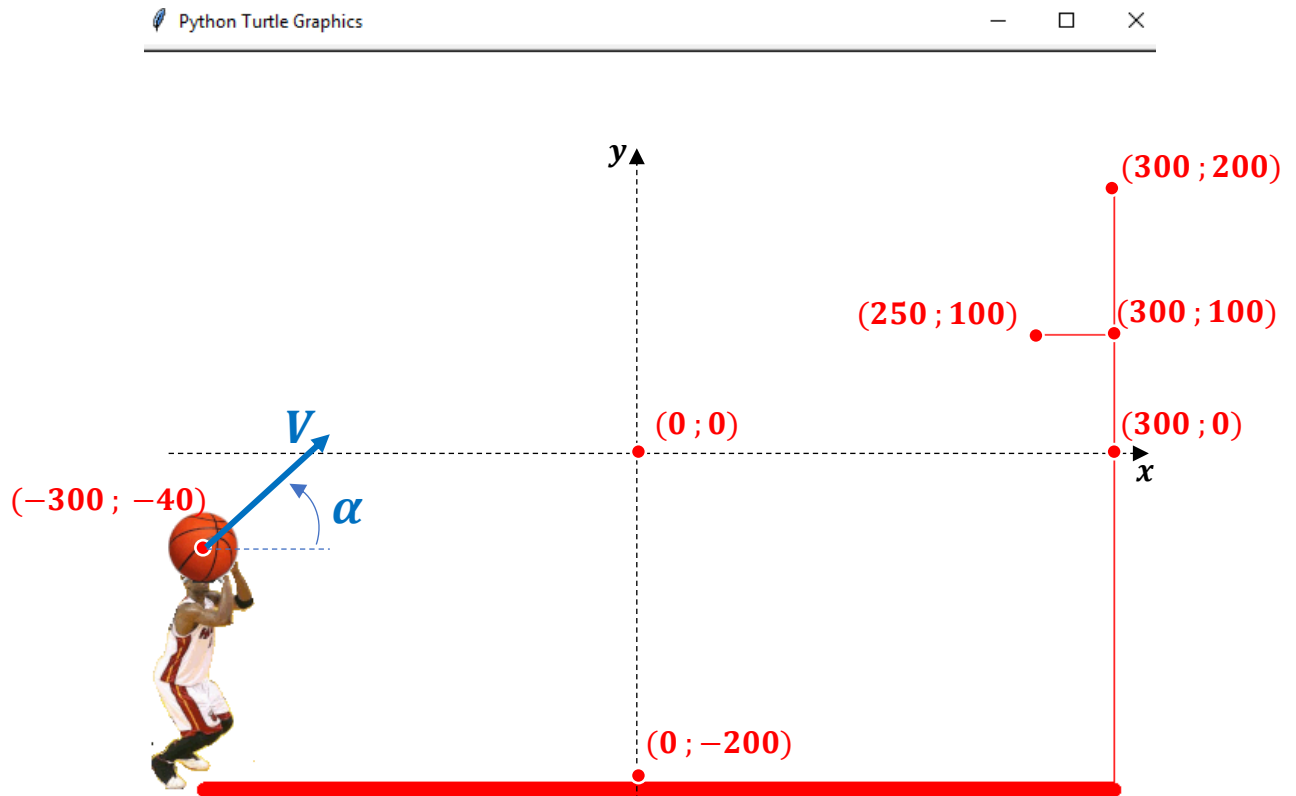 Python Turtle Graphics
y
(300 ; 200)
(250 ; 100)
(300 ; 100)
V
(0 ; 0)
(300 ; 0)
x
(−300 ; −40)
α
(0 ; −200)